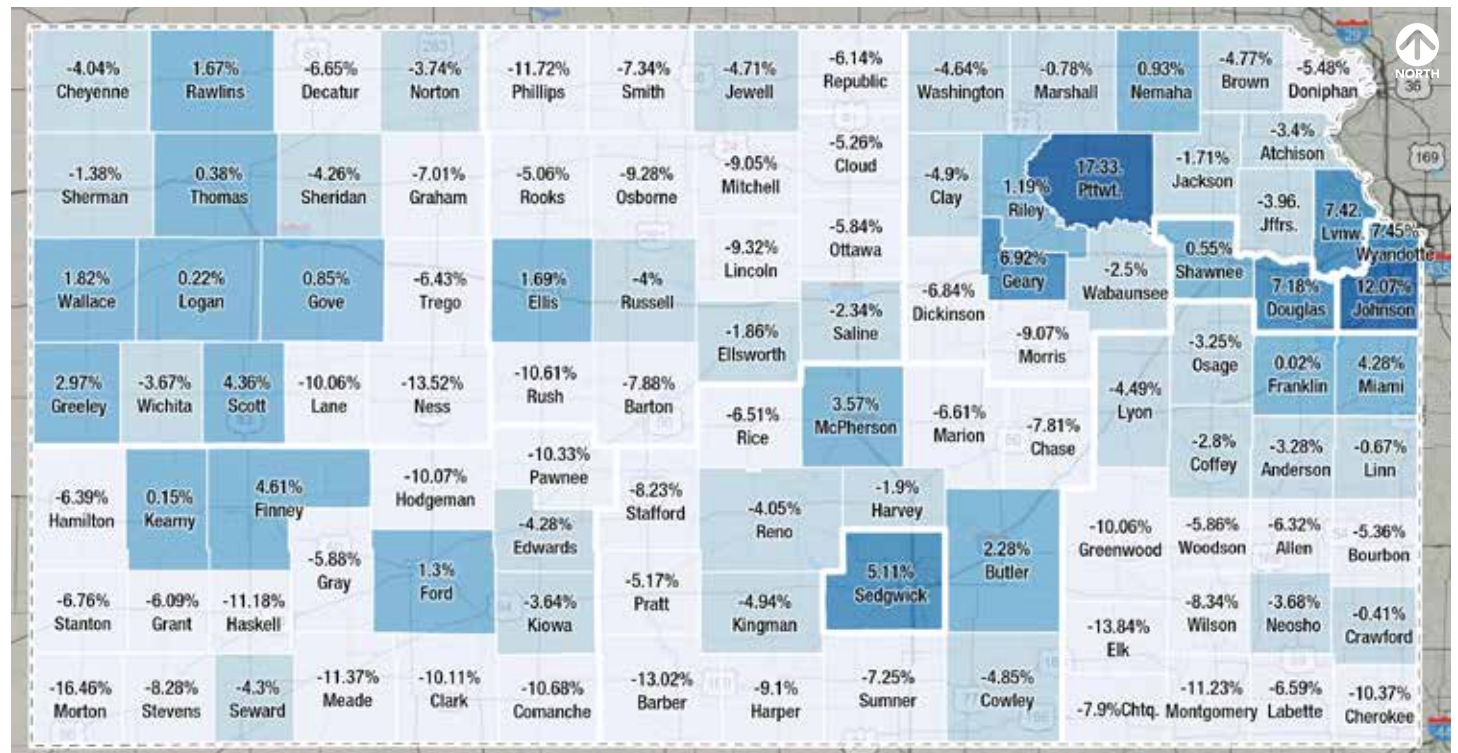 NORTH
-4.04%
Cheyenne
1.67%
Rawlins
-6.65%
Decatur
-3.74%
Norton
-11.72%
Phillips
-7.34%
Smith
-4.71%
Jewell
-6.14%
Republic
-4.64%
Washington
-0.78%
Marshall
0.93%
Nemaha
-4.77%
Brown
-5.48%
Doniphan
36
-1.38%
Sherman
0.38%
Thomas
-4.26%
Sheridan
-7.01%
Graham
-5.06%
Rooks
-9.28%
Osborne
-9.05%
Mitchell
-5.26%
Cloud
-4.9%
Clay
1.19%
Riley
17.33.
Pttwt.
-1.71%
Jackson
-3.4%
Atchison
169
-3.96.
Jffrs.
7.42.
Lvnw.
7.45%
Wyandotte
1.82%
Wallace
0.22%
Logan
0.85%
Gove
-6.43%
Trego
1.69%
Ellis
-4%
Russell
-9.32%
Lincoln
-5.84%
Ottawa
-6.84%
Dickinson
6.92%
Geary
-2.5%
Wabaunsee
0.55%
Shawnee
7.18%
Douglas
12.07%
Johnson
-1.86%
Ellsworth
-2.34%
Saline
-9.07%
Morris
2.97%
Greeley
-3.67%
Wichita
4.36%
Scott
-10.06%
Lane
-13.52%
Ness
-10.61%
Rush
-7.88%
Barton
-6.51%
Rice
3.57%
McPherson
-6.61%
Marion
-7.81%
Chase
-4.49%
Lyon
-3.25%
Osage
0.02%
Franklin
4.28%
Miami
-6.39%
Hamilton
0.15%
Kearny
4.61%
Finney
-10.07%
Hodgeman
-10.33%
Pawnee
-8.23%
Stafford
-4.05%
Reno
-1.9%
Harvey
-2.8%
Coffey
-3.28%
Anderson
-0.67%
Linn
-5.88%
Gray
1.3%
Ford
-4.28%
Edwards
5.11%
Sedgwick
2.28%
Butler
-10.06%
Greenwood
-5.86%
Woodson
-6.32%
Allen
-5.36%
Bourbon
-6.76%
Stanton
-6.09%
Grant
-11.18%
Haskell
-3.64%
Kiowa
-5.17%
Pratt
-4.94%
Kingman
-13.84%
Elk
-8.34%
Wilson
-3.68%
Neosho
-0.41%
Crawford
-16.46%
Morton
-8.28%
Stevens
-4.3%
Seward
-11.37%
Meade
-10.11%
Clark
-10.68%
Comanche
-13.02%
Barber
-9.1%
Harper
-7.25%
Sumner
-4.85%
Cowley
-7.9%Chtq.
-11.23%
Montgomery
-6.59%
Labette
-10.37%
Cherokee